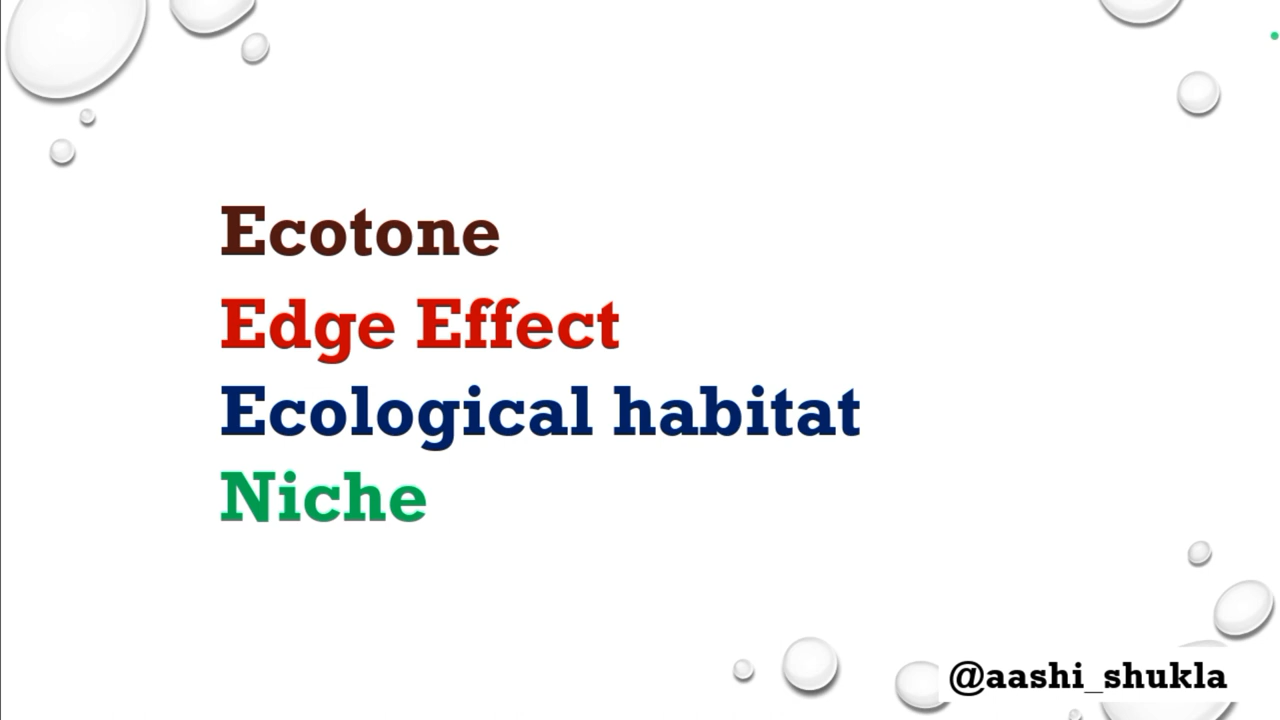 Ecotone
Edge Effect
Ecological habitat
Niche
@aashi_shukla